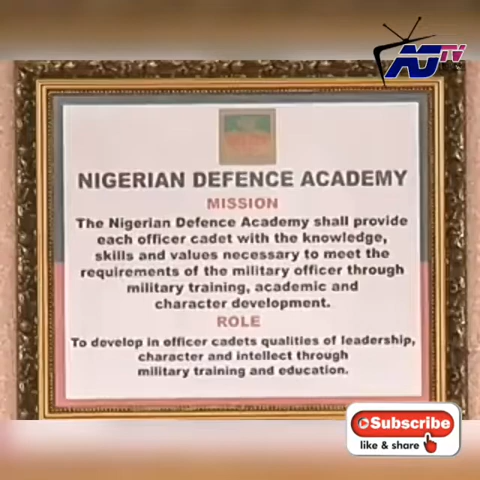 AJTV
NIGERIAN DEFENCE ACADEMY
MISSION
The Nigerian Defence Academy shall provide
each officer cadet with the knowledge,
skills and values necessary to meet the
requirements of the military officer through
military training, academic and
character development.
ROLE
To develop in officer cadets qualities of leadership,
character and intellect through
military training and education.
Subscribe
like & share